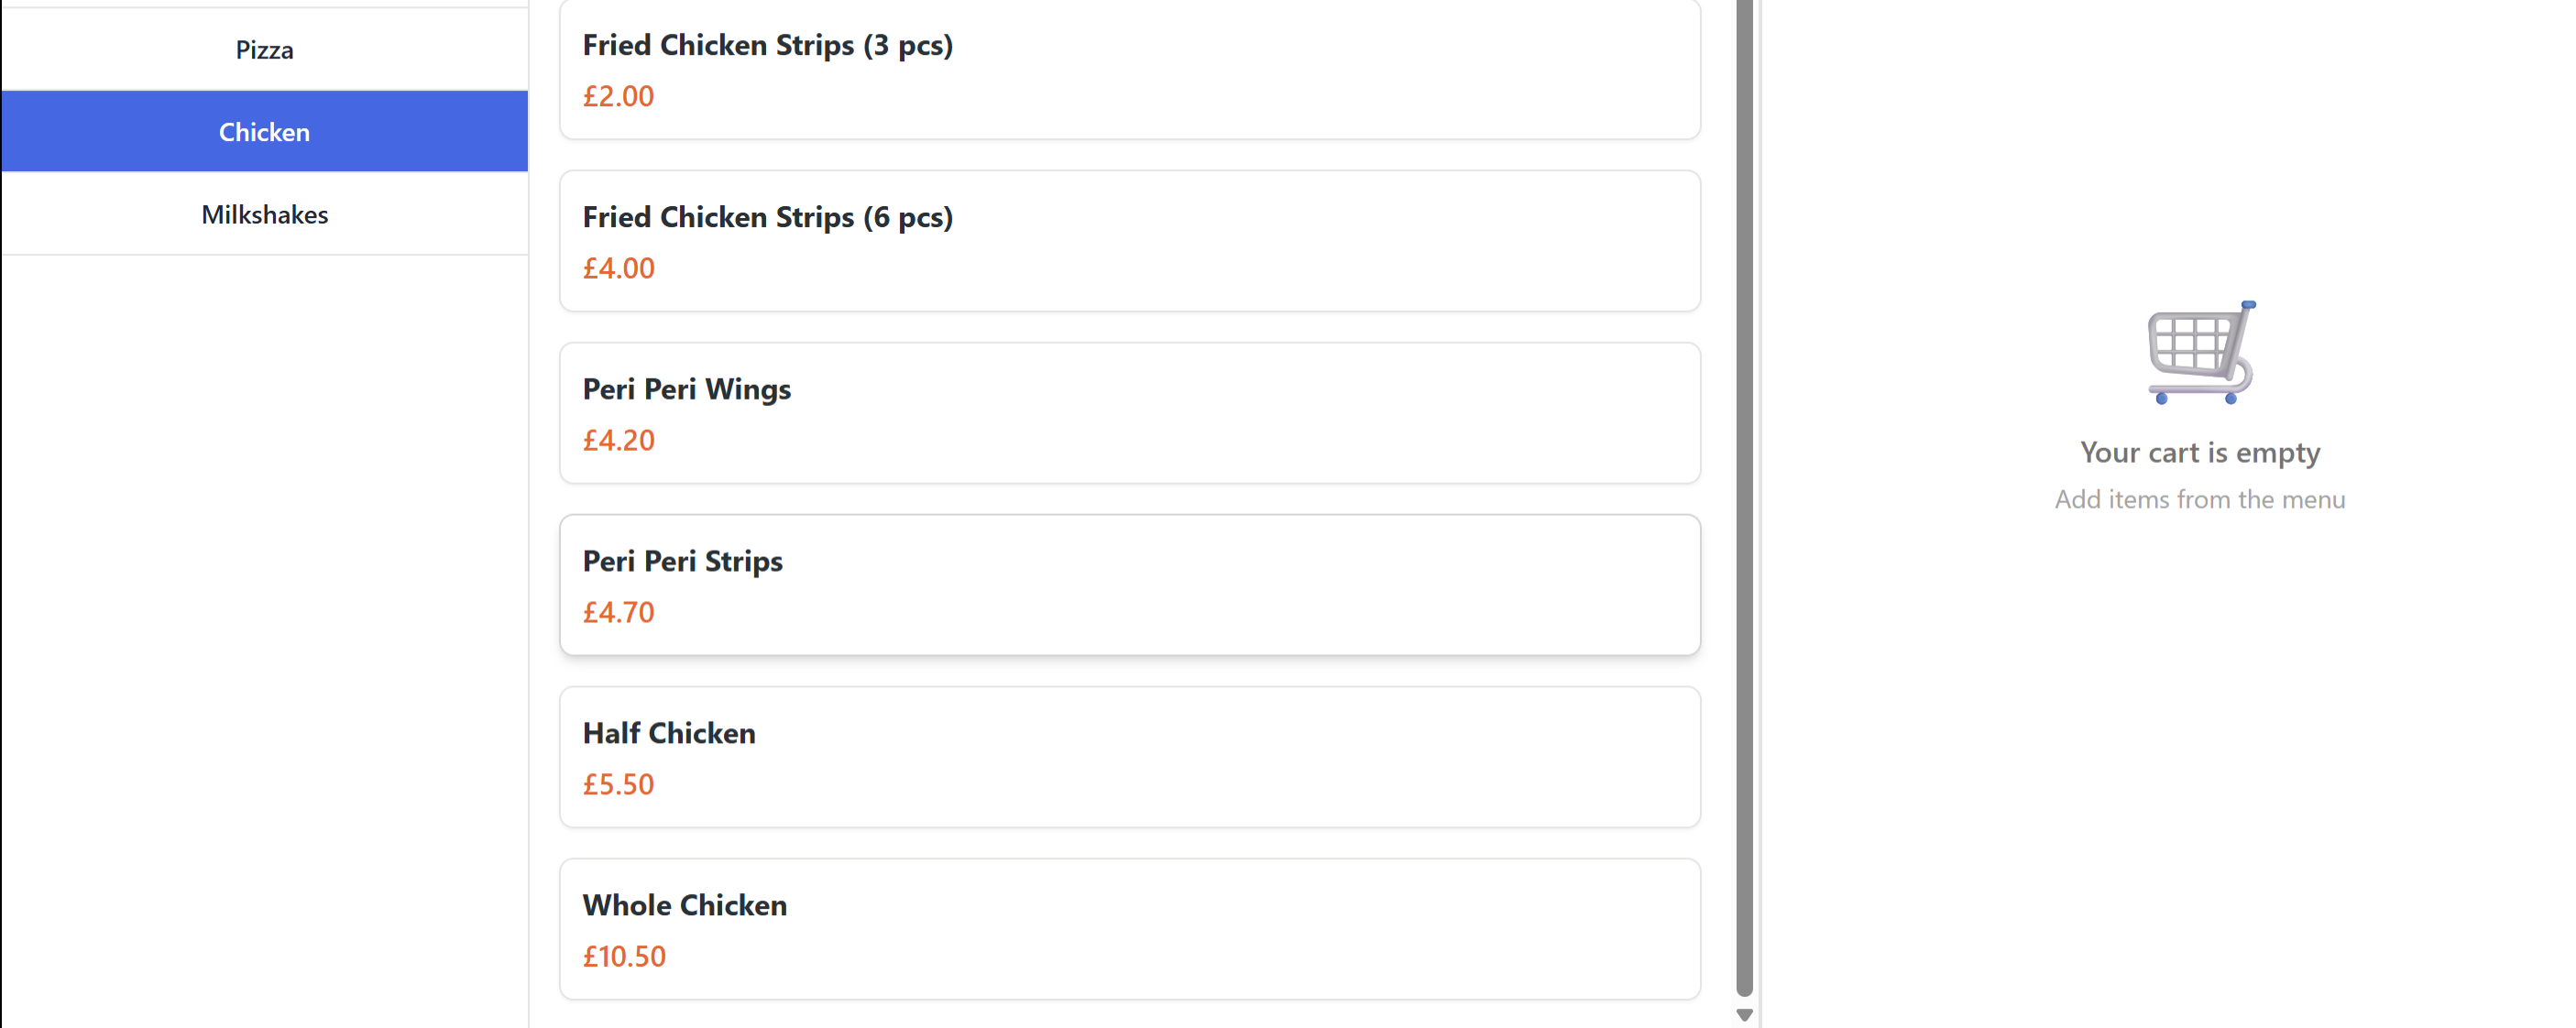 Pizza
Chicken
Milkshakes
Fried Chicken Strips (3 pcs)
£2.00
Fried Chicken Strips (6 pcs)
£4.00
Peri Peri Wings
£4.20
Peri Peri Strips
£4.70
Half Chicken
£5.50
Whole Chicken
£10.50
Your cart is empty
Add items from the menu